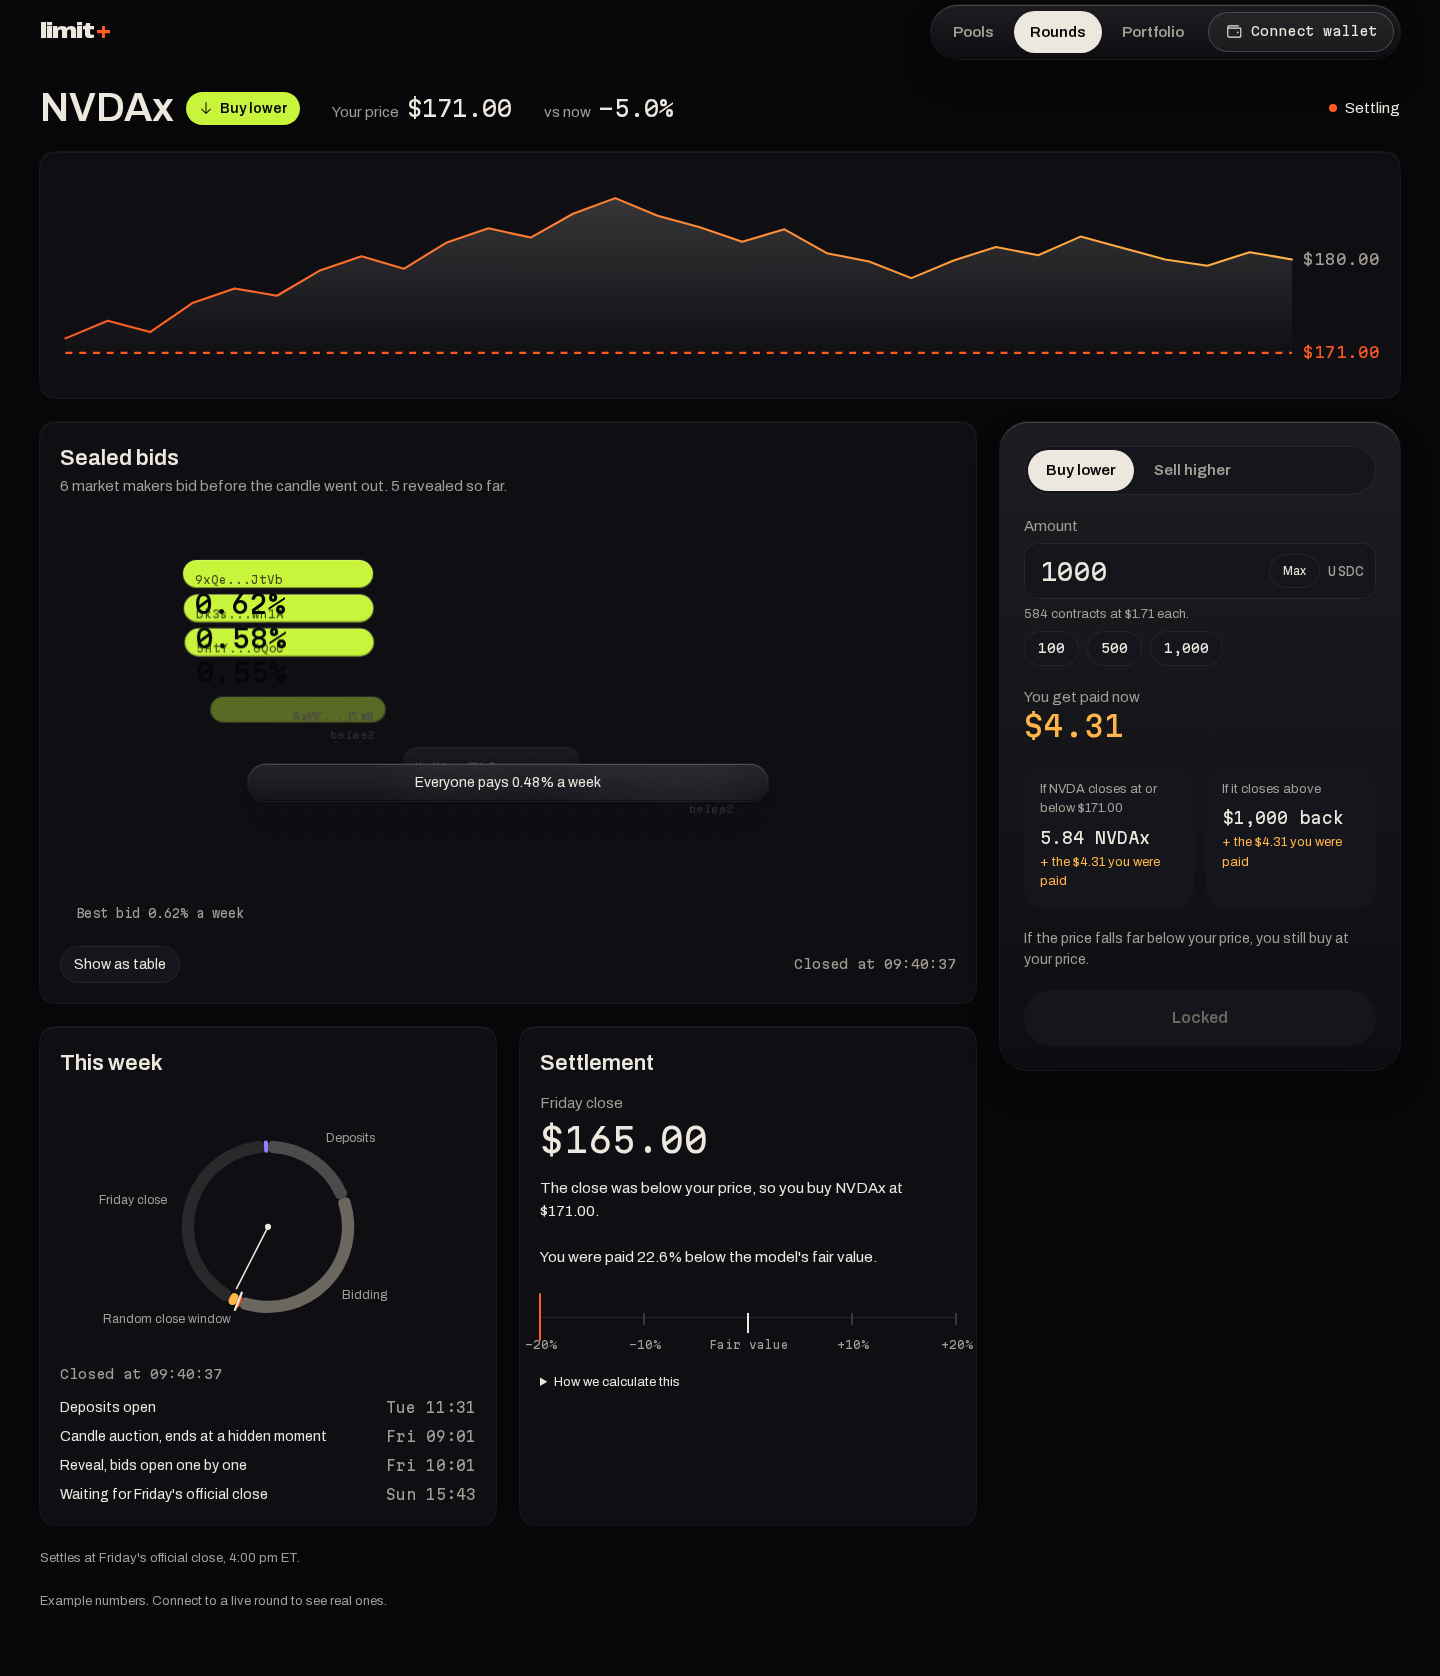 limit+
Pools
Rounds
Portfolio
Connect wallet
NVDAx
Buy lower
Your price $171.00
vs now −5.0%
Settling
$180.00
$171.00
Sealed bids
6 market makers bid before the candle went out. 5 revealed so far.
9xQe...JtVb
0.62%
0.58%
0.55%
Sealed
Everyone pays 0.48% a week
Sealed
Best bid 0.62% a week
Show as table
Closed at 09:40:37
Buy lower
Sell higher
Amount
1000
Max
USDC
584 contracts at $1.71 each.
100
500
1,000
You get paid now
$4.31
If NVDA closes at or
below $171.00
5.84 NVDAx
+ the $4.31 you were
paid
If it closes above
$1,000 back
+ the $4.31 you were
paid
If the price falls far below your price, you still buy at
your price.
Locked
This week
Deposits
Friday close
Bidding
Random close window
Closed at 09:40:37
Deposits open Tue 11:31
Candle auction, ends at a hidden moment Fri 09:01
Reveal, bids open one by one Fri 10:01
Waiting for Friday's official close Sun 15:43
Settlement
Friday close
$165.00
The close was below your price, so you buy NVDAx at
$171.00.
You were paid 22.6% below the model's fair value.
−20%
−10%
Fair value
+10%
+20%
How we calculate this
Settles at Friday's official close, 4:00 pm ET.
Example numbers. Connect to a live round to see real ones.